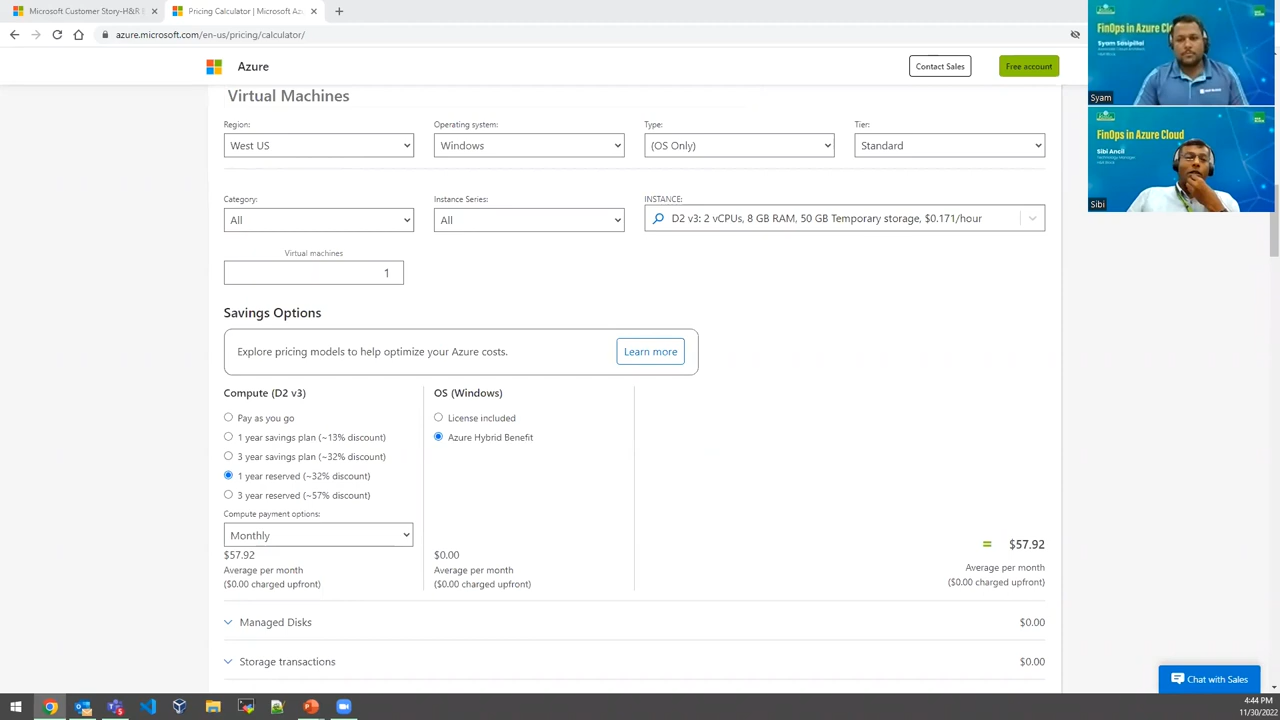 Microsoft Customer Story-H&R B
Pricing Calculator | Microsoft Az
azure.microsoft.com/en-us/pricing/calculator/
Azure
Contact Sales
Free account
Virtual Machines
Region:
Operating system:
Type:
Tier:
West US
Windows
(OS Only)
Standard
Category:
Instance Series:
INSTANCE:
All
All
D2 v3: 2 vCPUs, 8 GB RAM, 50 GB Temporary storage, $0.171/hour
Virtual machines
1
Savings Options
Explore pricing models to help optimize your Azure costs.
Learn more
Compute (D2 v3)
OS (Windows)
Pay as you go
License included
1 year savings plan (~13% discount)
Azure Hybrid Benefit
3 year savings plan (~32% discount)
1 year reserved (~32% discount)
3 year reserved (~57% discount)
Compute payment options:
Monthly
$57.92
Average per month
($0.00 charged upfront)
$0.00
Average per month
($0.00 charged upfront)
= $57.92
Average per month
($0.00 charged upfront)
Managed Disks
$0.00
Storage transactions
$0.00
Chat with Sales
4:44 PM
11/30/2022
FinOps in Azure Cl
Syam Sasipillai
Syam
FinOps in Azure Cloud
Sibi Ancil
Technology Manager
Sibi